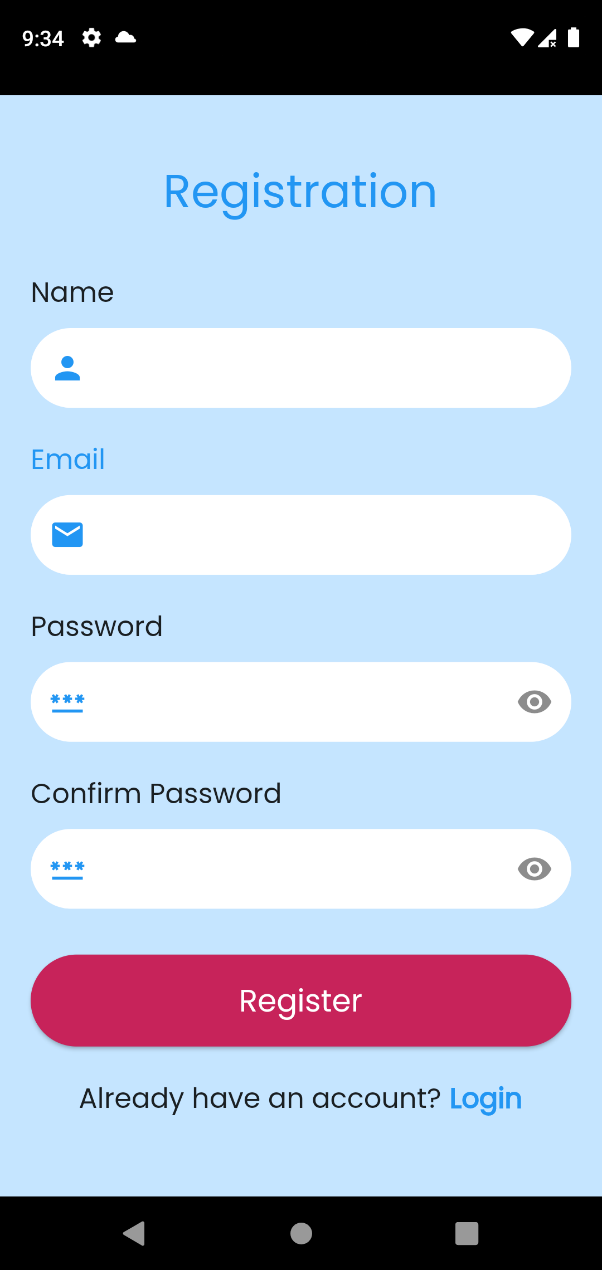 9:34
Registration
Name
Email
Password
***
Confirm Password
***
Register
Already have an account? Login